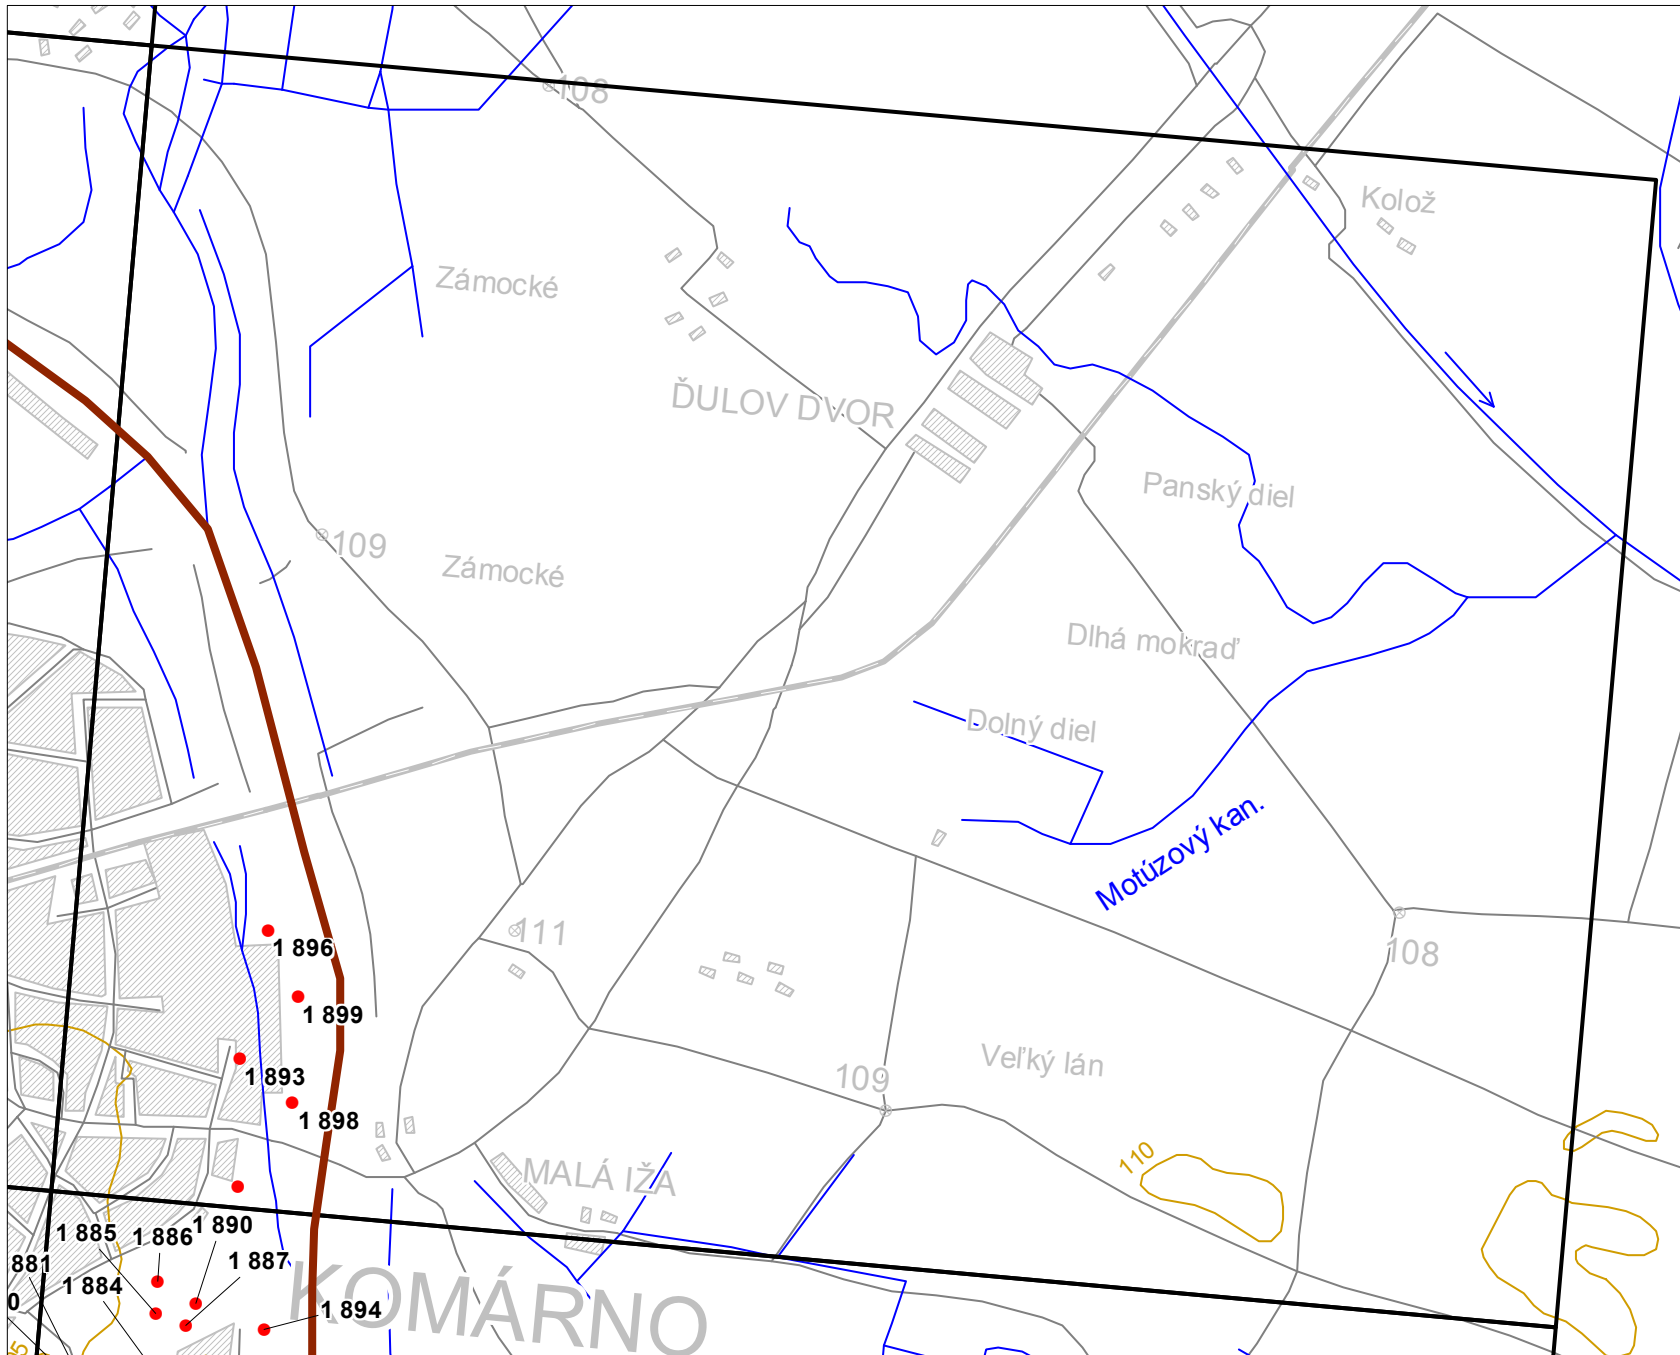 108
Kolož
Zámocké
ĎULOV DVOR
Panský diel
109
Zámocké
Dlhá mokraď
Dolný diel
Motúzový kan.
111
1 896
108
1 899
Veľký lán
1 893
109
1 898
110
MALÁ IŽA
1 890
1 885
1 886
881
1 887
1 884
0
1 894
KOMÁRNO